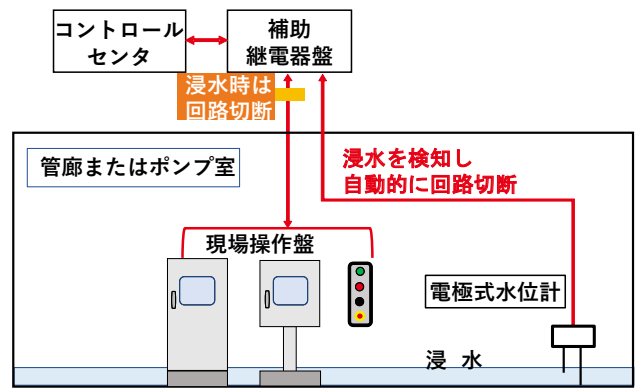 コントロール
センタ
補助
継電器盤
浸水時は
回路切断
管廊またはポンプ室
浸水を検知し
自動的に回路切断
現場操作盤
電極式水位計
浸 水